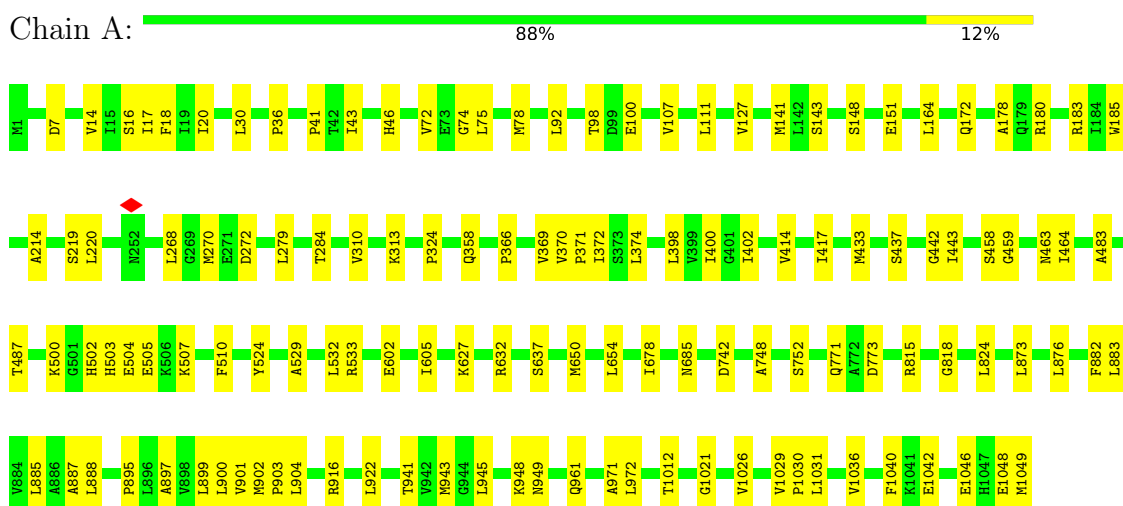 Chain A:
88% 12%
M1 D7 V14 I15 S16 I17 F18 I19 I20 L30 P36 P41 T42 I43 H46 V72 E73 G74 L75 M78 L92 T98 D99 E100 V107 L111 V127 M141 L142 S143 S148 E151 L164 Q172 A178 Q179 R180 R183 I184 W185
A214 S219 L220 N252 L268 G269 M270 E271 D272 L279 T284 V310 K313 P324 Q358 P366 V369 V370 P371 I372 S373 L374 L398 V399 I400 G401 I402 V414 I417 M433 S437 G442 I443 S458 G459 N463 I464 A483
T487 K500 G501 H502 H503 E504 E505 K506 K507 F510 Y524 A529 L532 R533 E602 I605 K627 R632 S637 M650 L654 I678 N685 D742 A748 S752 Q771 A772 D773 R815 G818 L824 L873 L876 F882 L883
V884 L885 A886 A887 L888 P895 L896 A897 V898 L899 L900 V901 M902 P903 L904 R916 L922 T941 V942 M943 G944 L945 K948 N949 Q961 A971 L972 T1012 G1021 V1026 V1029 P1030 L1031 V1036 F1040 K1041 E1042 E1046 H1047 E1048 M1049